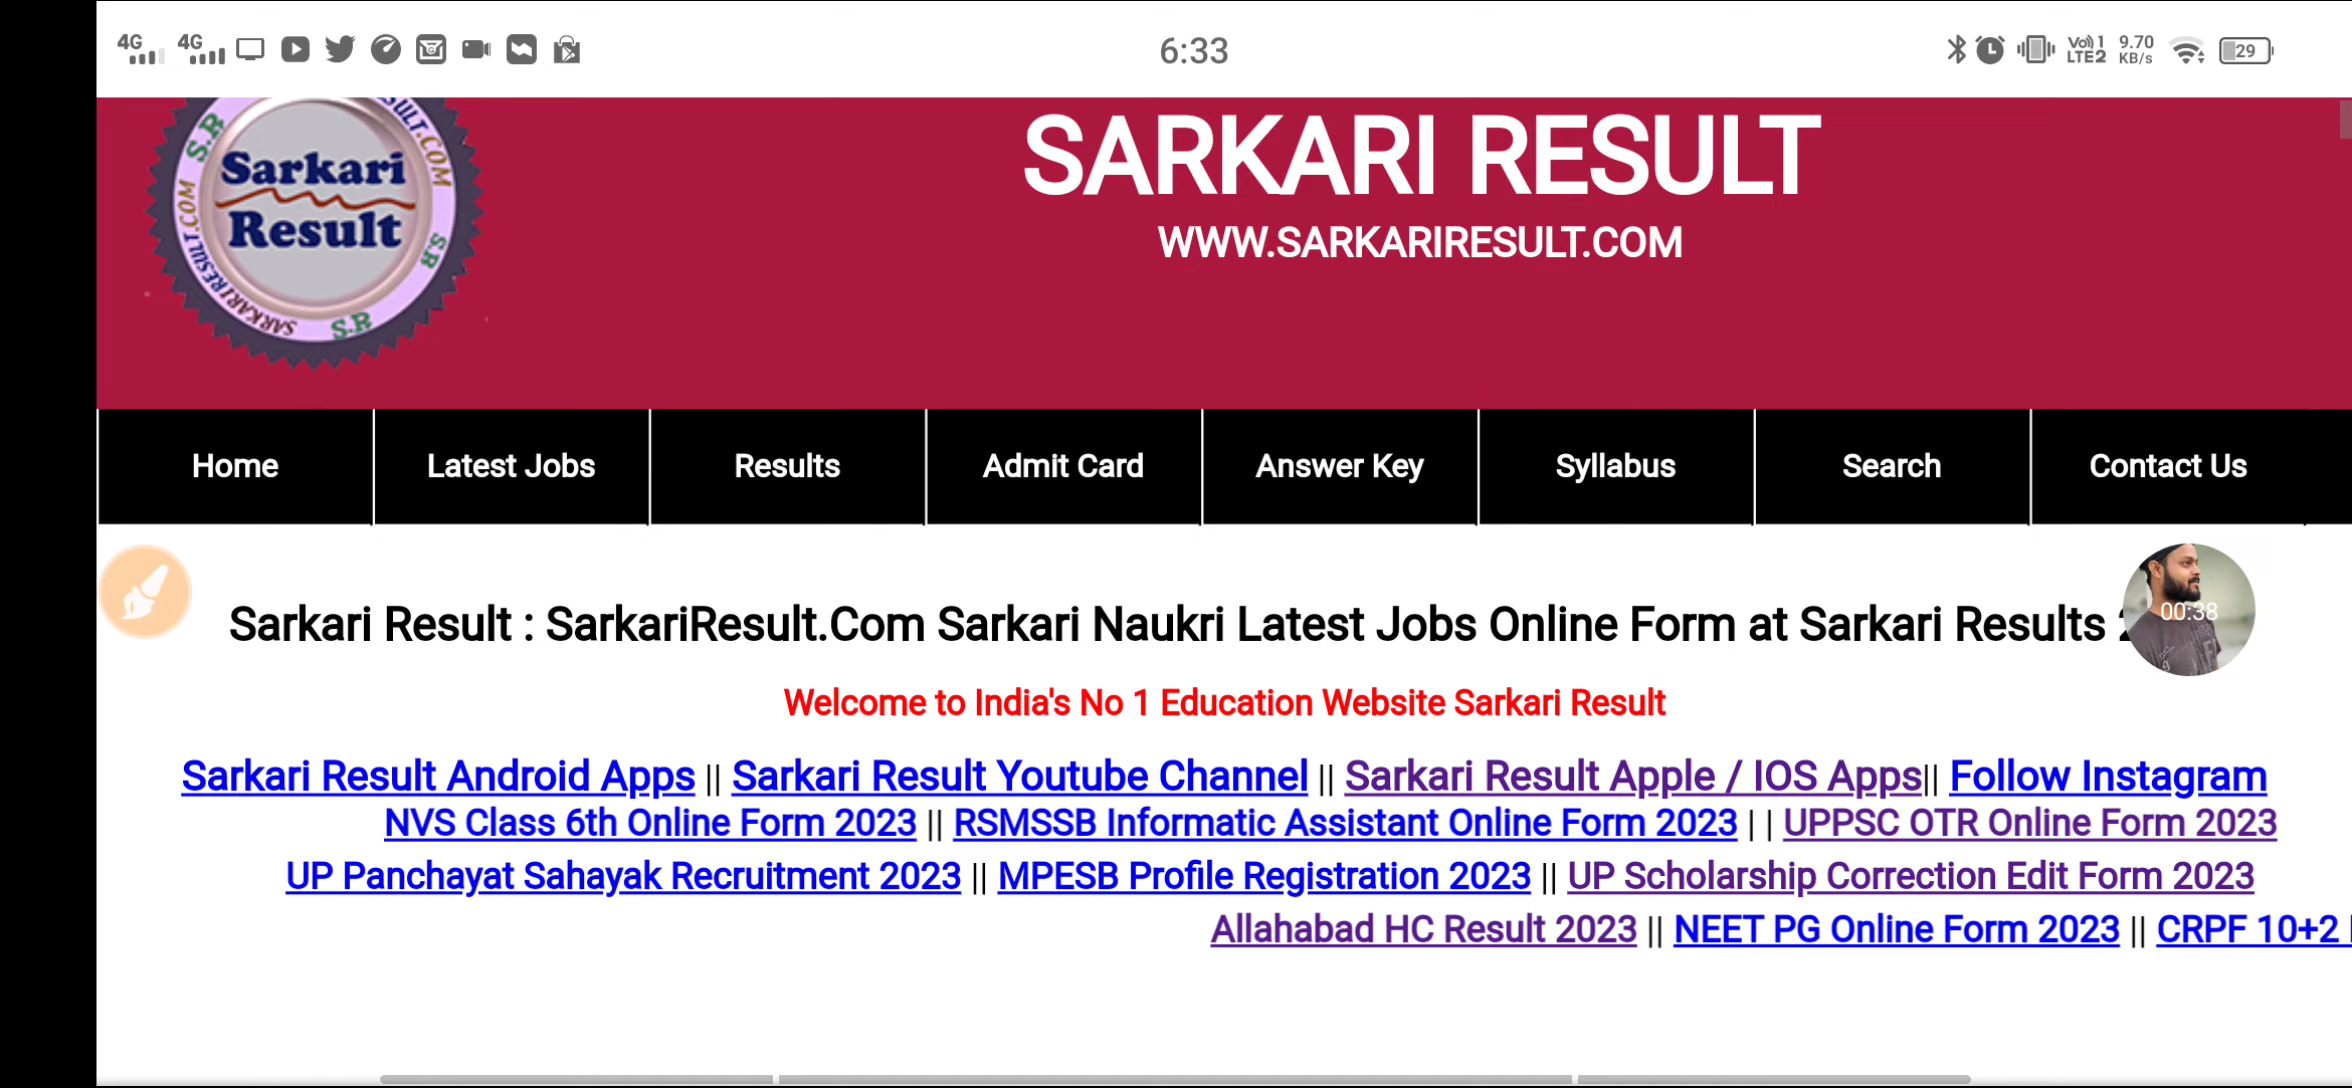 4G 4G 6:33 Vo)) 1 LTE2 9.70 KB/s 29
SARKARI RESULT
WWW.SARKARIRESULT.COM
Sarkari
Result
S.R
SARKARIRESULT.COM
S.R
S.R
Home Latest Jobs Results Admit Card Answer Key Syllabus Search Contact Us
Sarkari Result : SarkariResult.Com Sarkari Naukri Latest Jobs Online Form at Sarkari Results
00:38
Welcome to India's No 1 Education Website Sarkari Result
Sarkari Result Android Apps || Sarkari Result Youtube Channel || Sarkari Result Apple / IOS Apps|| Follow Instagram
NVS Class 6th Online Form 2023 || RSMSSB Informatic Assistant Online Form 2023 | | UPPSC OTR Online Form 2023
UP Panchayat Sahayak Recruitment 2023 || MPESB Profile Registration 2023 || UP Scholarship Correction Edit Form 2023
Allahabad HC Result 2023 || NEET PG Online Form 2023 || CRPF 10+2